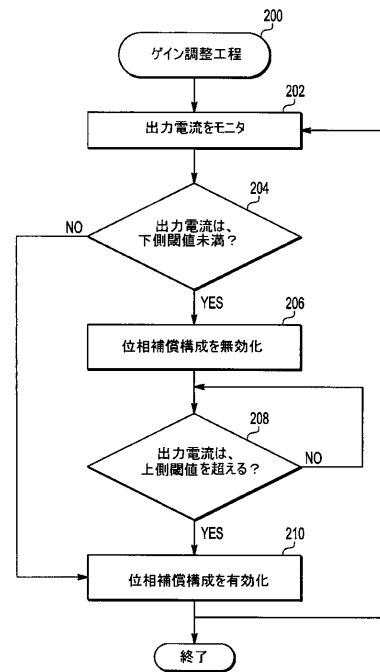 200
ゲイン調整工程
202
出力電流をモニタ
204
出力電流は、
下側閾値未満？
NO
YES
206
位相補償構成を無効化
208
出力電流は、
上側閾値を超える？
NO
YES
210
位相補償構成を有効化
終了